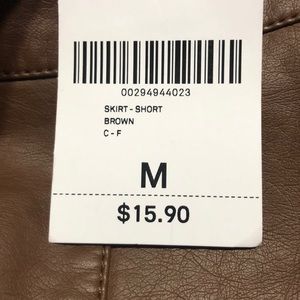 00294944023
SKIRT - SHORT
BROWN
C - F
M
$15.90